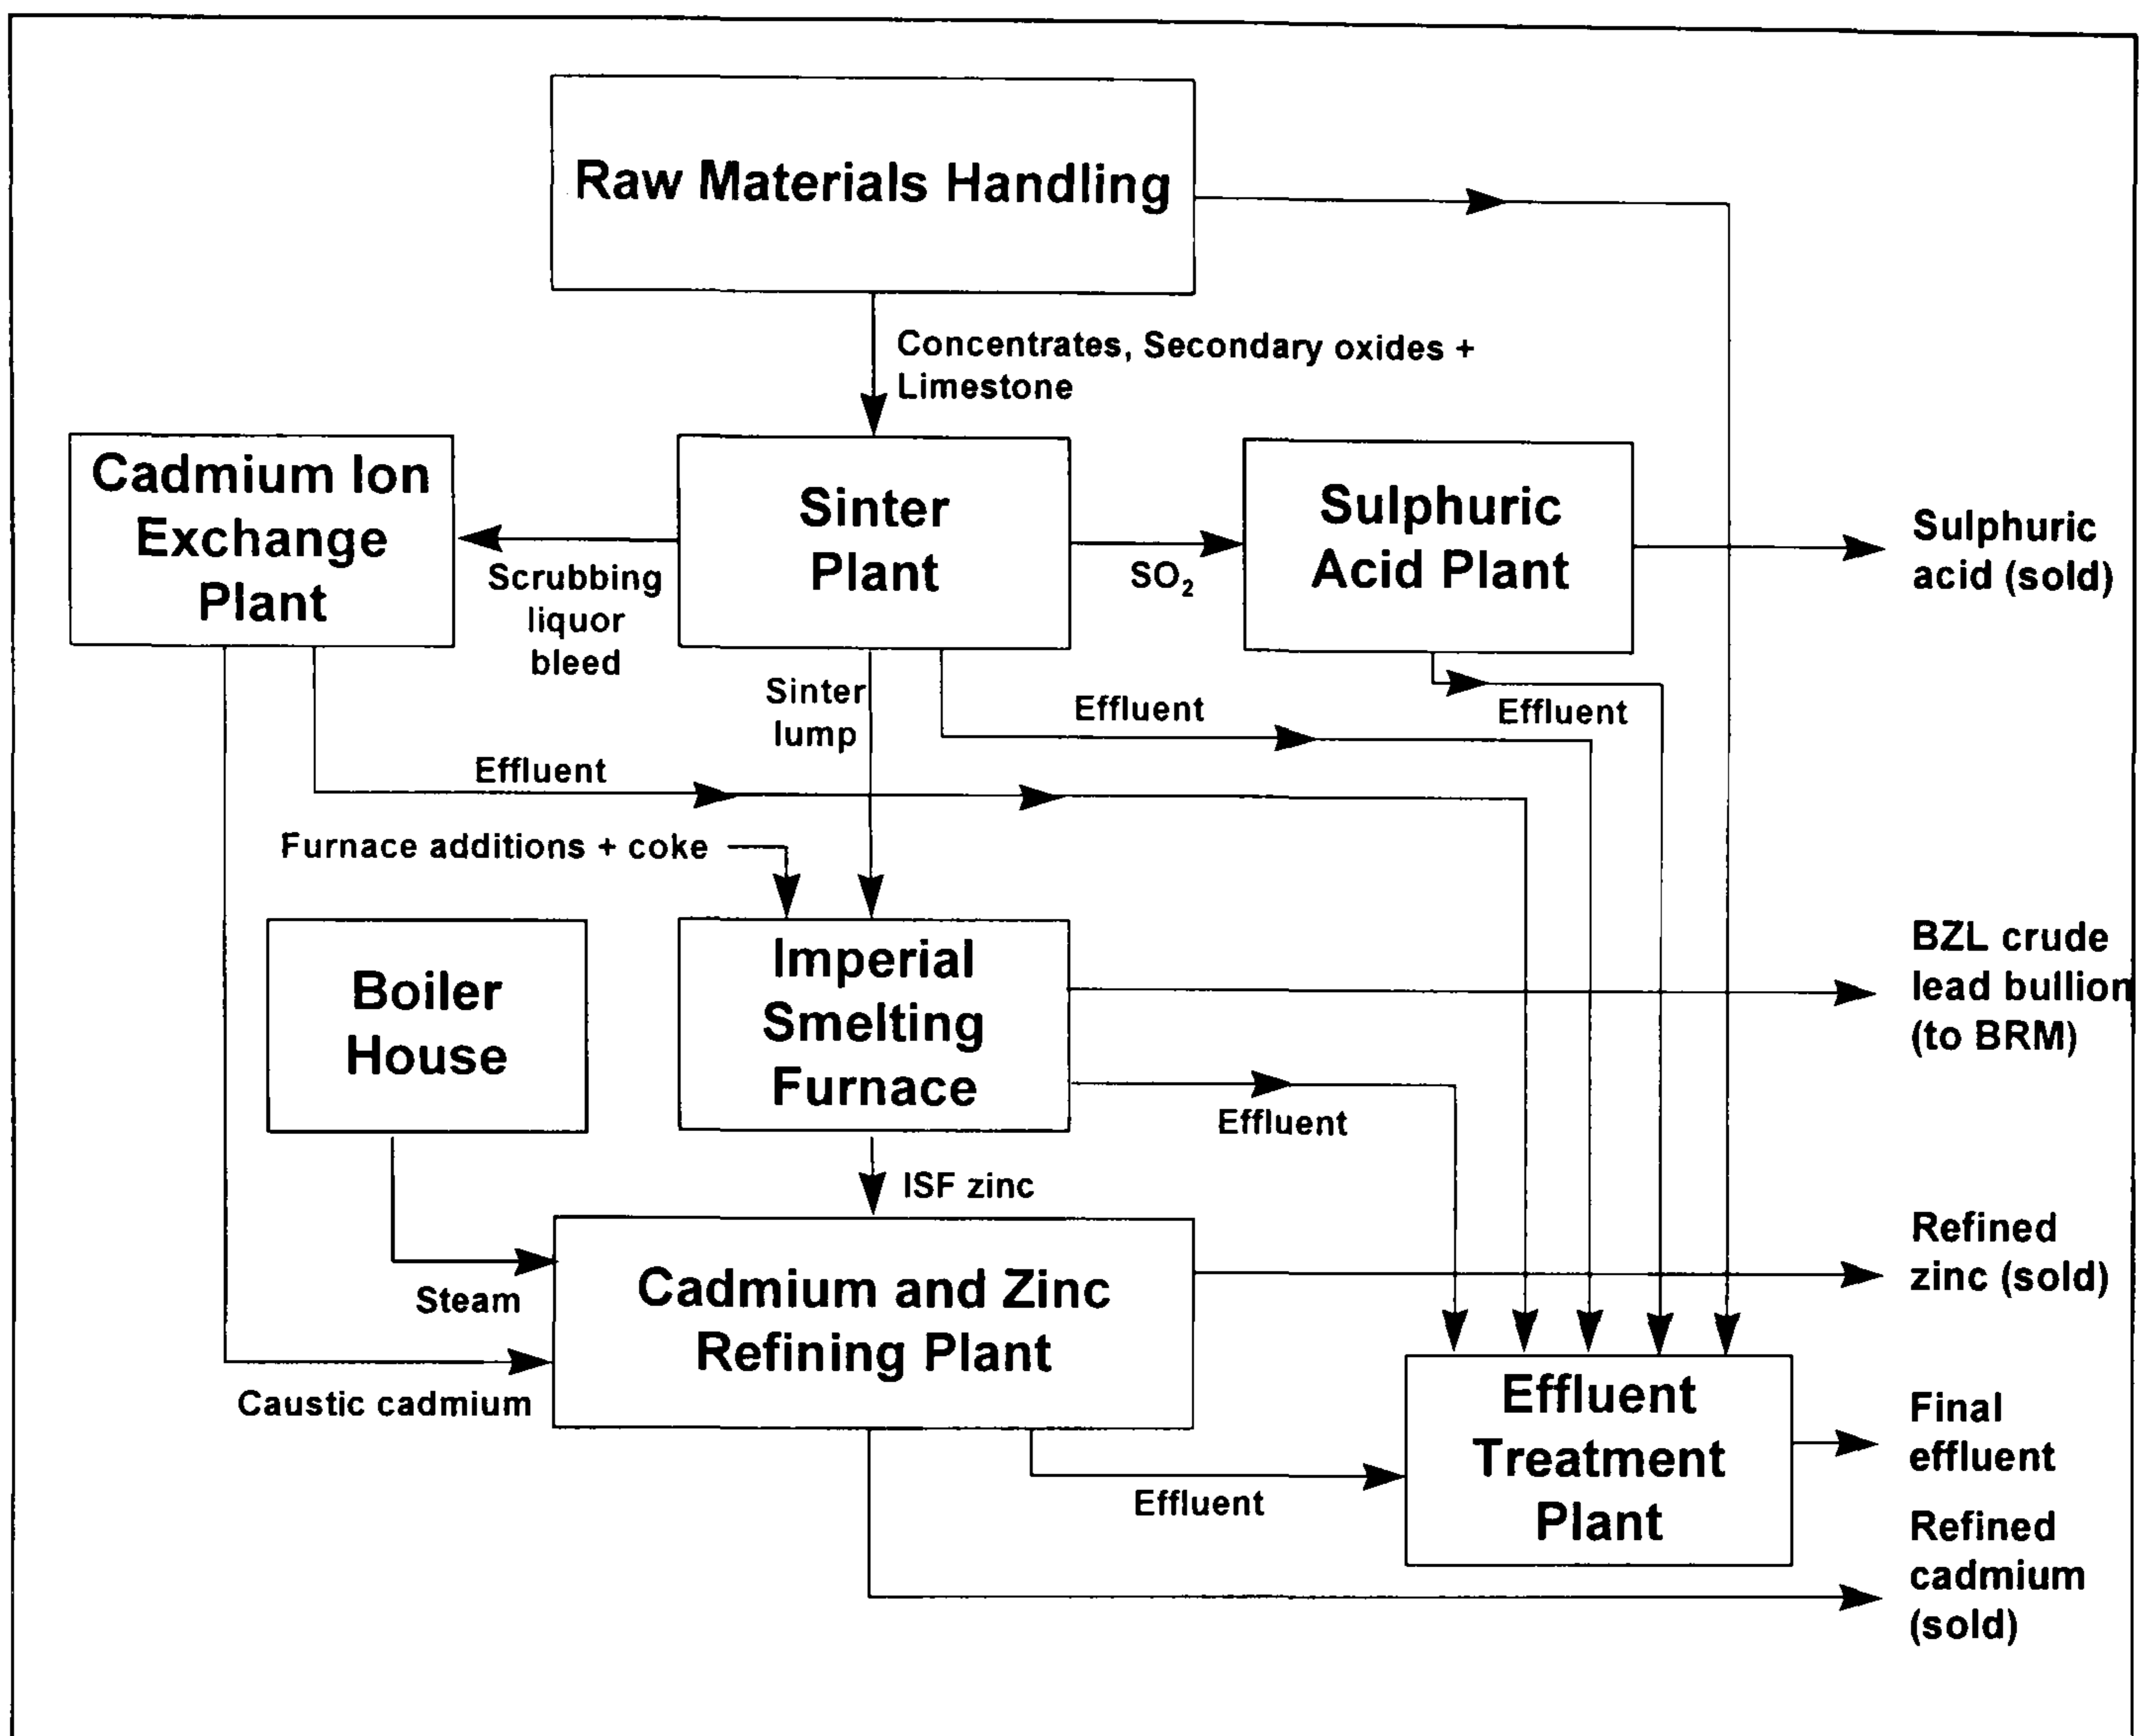 Raw Materials Handling
Concentrates, Secondary oxides +
Limestone
Cadmium Ion
Exchange
Plant
Scrubbing
liquor
bleed
Sinter
Plant
SO₂
Sulphuric
Acid Plant
Sulphuric
acid (sold)
Sinter
lump
Effluent
Effluent
Effluent
Furnace additions + coke
Boiler
House
Imperial
Smelting
Furnace
BZL crude
lead bullion
(to BRM)
Effluent
ISF zinc
Steam
Cadmium and Zinc
Refining Plant
Refined
zinc (sold)
Caustic cadmium
Effluent
Effluent
Treatment
Plant
Final
effluent
Refined
cadmium
(sold)